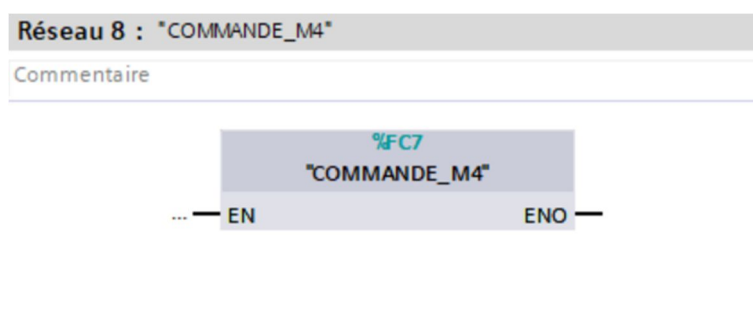 Réseau 8 : "COMMANDE_M4"
Commentaire
%FC7
"COMMANDE_M4"
... EN ENO